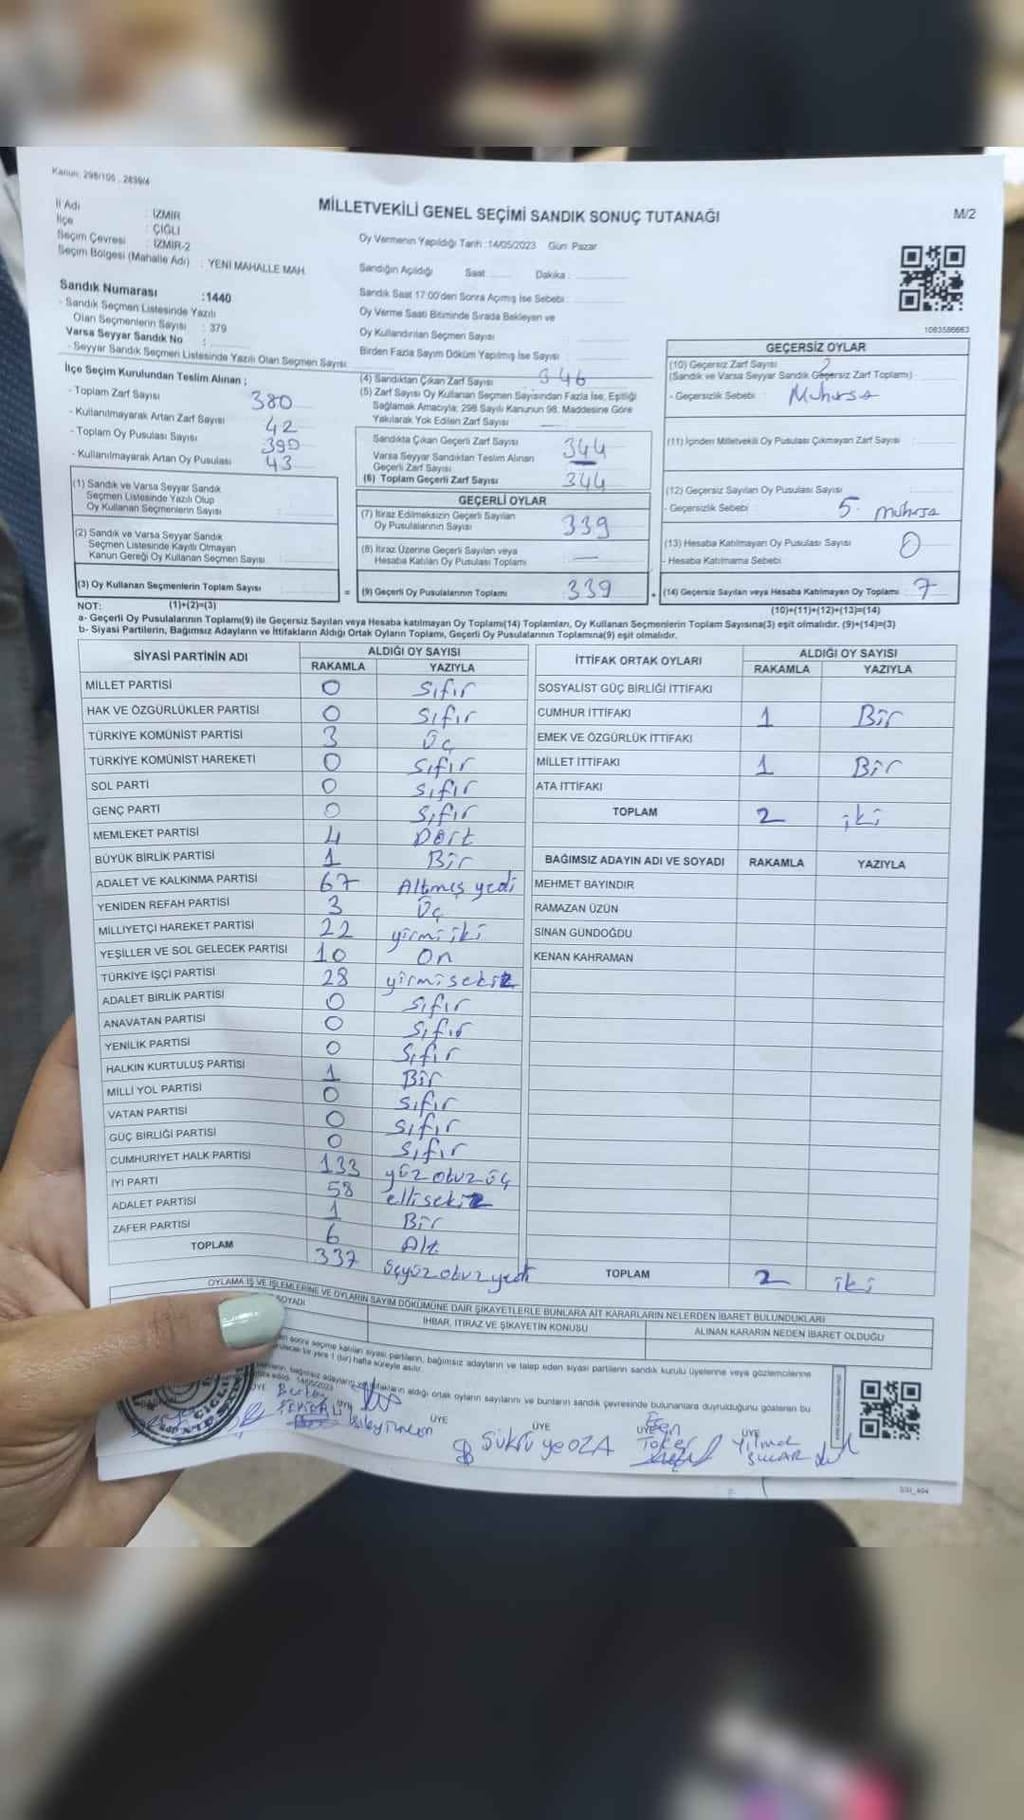 Kanun: 298/105 , 2839/4
MİLLETVEKİLİ GENEL SEÇİMİ SANDIK SONUÇ TUTANAĞI
M/2
İl Adı : İZMİR
İlçe : ÇİĞLİ
Seçim Çevresi : İZMİR-2
Seçim Bölgesi (Mahalle Adı) : YENİ MAHALLE MAH.
Sandık Numarası :1440
- Sandık Seçmen Listesinde Yazılı
Olan Seçmenlerin Sayısı : 379
Varsa Seyyar Sandık No :
- Seyyar Sandık Seçmen Listesinde Yazılı Olan Seçmen Sayısı
Oy Vermenin Yapıldığı Tarih :14/05/2023 Gün: Pazar
Sandığın Açıldığı Saat ...... Dakika :
Sandık Saat 17:00'den Sonra Açılmış İse Sebebi :
Oy Verme Saati Bitiminde Sırada Bekleyen ve
Oy Kullandırılan Seçmen Sayısı
Birden Fazla Sayım Döküm Yapılmış İse Sayısı
1083586663
İlçe Seçim Kurulundan Teslim Alınan ;
- Toplam Zarf Sayısı 380
- Kullanılmayarak Artan Zarf Sayısı 42
- Toplam Oy Pusulası Sayısı 390
- Kullanılmayarak Artan Oy Pusulası 43
(1) Sandık ve Varsa Seyyar Sandık
Seçmen Listesinde Yazılı Olup
Oy Kullanan Seçmenlerin Sayısı
(2) Sandık ve Varsa Seyyar Sandık
Seçmen Listesinde Kayıtlı Olmayan
Kanun Gereği Oy Kullanan Seçmen Sayısı
(3) Oy Kullanan Seçmenlerin Toplam Sayısı
(4) Sandıktan Çıkan Zarf Sayısı 346
(5) Zarf Sayısı Oy Kullanan Seçmen Sayısından Fazla İse, Eşitliği
Sağlamak Amacıyla; 298 Sayılı Kanunun 98. Maddesine Göre
Yakılarak Yok Edilen Zarf Sayısı
Sandıkta Çıkan Geçerli Zarf Sayısı 344
Varsa Seyyar Sandıktan Teslim Alınan
Geçerli Zarf Sayısı
(6) Toplam Geçerli Zarf Sayısı 344
GEÇERLİ OYLAR
(7) İtiraz Edilmeksizin Geçerli Sayılan
Oy Pusulalarının Sayısı 339
(8) İtiraz Üzerine Geçerli Sayılan veya
Hesaba Katılan Oy Pusulası Toplamı —
= (9) Geçerli Oy Pusulalarının Toplamı 339
GEÇERSİZ OYLAR
(10) Geçersiz Zarf Sayısı 2
(Sandık ve Varsa Seyyar Sandık Geçersiz Zarf Toplamı)
- Geçersizlik Sebebi : Mühürsü
(11) İçinden Milletvekili Oy Pusulası Çıkmayan Zarf Sayısı :
(12) Geçersiz Sayılan Oy Pusulası Sayısı
- Geçersizlik Sebebi 5. mühürsü
(13) Hesaba Katılmayan Oy Pusulası Sayısı 0
- Hesaba Katılmama Sebebi
+ (14) Geçersiz Sayılan veya Hesaba Katılmayan Oy Toplamı 7
NOT: (1)+(2)=(3) (10)+(11)+(12)+(13)=(14)
a- Geçerli Oy Pusulalarının Toplamı(9) ile Geçersiz Sayılan veya Hesaba katılmayan Oy Toplamı(14) Toplamları, Oy Kullanan Seçmenlerin Toplam Sayısına(3) eşit olmalıdır. (9)+(14)=(3)
b- Siyasi Partilerin, Bağımsız Adayların ve İttifakların Aldığı Ortak Oyların Toplamı, Geçerli Oy Pusulalarının Toplamına(9) eşit olmalıdır.
SİYASİ PARTİNİN ADI ALDIĞI OY SAYISI
RAKAMLA YAZIYLA
MİLLET PARTİSİ 0 Sıfır
HAK VE ÖZGÜRLÜKLER PARTİSİ 0 Sıfır
TÜRKİYE KOMÜNİST PARTİSİ 3 Üç
TÜRKİYE KOMÜNİST HAREKETİ 0 Sıfır
SOL PARTİ 0 Sıfır
GENÇ PARTİ 0 Sıfır
MEMLEKET PARTİSİ 4 Dört
BÜYÜK BİRLİK PARTİSİ 1 Bir
ADALET VE KALKINMA PARTİSİ 67 Altmış yedi
YENİDEN REFAH PARTİSİ 3 Üç
MİLLİYETÇİ HAREKET PARTİSİ 22 yirmi iki
YEŞİLLER VE SOL GELECEK PARTİSİ 10 On
TÜRKİYE İŞÇİ PARTİSİ 28 yirmisekiz
ADALET BİRLİK PARTİSİ 0 Sıfır
ANAVATAN PARTİSİ 0 Sıfır
YENİLİK PARTİSİ 0 Sıfır
HALKIN KURTULUŞ PARTİSİ 1 Bir
MİLLİ YOL PARTİSİ 0 Sıfır
VATAN PARTİSİ 0 Sıfır
GÜÇ BİRLİĞİ PARTİSİ 0 Sıfır
CUMHURİYET HALK PARTİSİ 133 yüz otuz üç
İYİ PARTİ 58 ellisekiz
ADALET PARTİSİ 1 Bir
ZAFER PARTİSİ 6 Altı
TOPLAM 337 üçyüz otuz yedi
İTTİFAK ORTAK OYLARI ALDIĞI OY SAYISI
RAKAMLA YAZIYLA
SOSYALİST GÜÇ BİRLİĞİ İTTİFAKI
CUMHUR İTTİFAKI 1 Bir
EMEK VE ÖZGÜRLÜK İTTİFAKI
MİLLET İTTİFAKI 1 Bir
ATA İTTİFAKI
TOPLAM 2 iki
BAĞIMSIZ ADAYIN ADI VE SOYADI RAKAMLA YAZIYLA
MEHMET BAYINDIR
RAMAZAN ÜZÜN
SİNAN GÜNDOĞDU
KENAN KAHRAMAN
TOPLAM 2 iki
OYLAMA İŞ VE İŞLEMLERİNE VE OYLARIN SAYIM DÖKÜMÜNE DAİR ŞİKAYETLERLE BUNLARA AİT KARARLARIN NELERDEN İBARET BULUNDUKLARI
SOYADI İHBAR, İTİRAZ VE ŞİKAYETİN KONUSU ALINAN KARARIN NEDEN İBARET OLDUĞU
sonra seçime katılan siyasi partilerin, bağımsız adayların ve talep eden siyasi partilerin sandık kurulu üyelerine veya gözlemcilerine
bir yere 1 (bir) hafta süreyle asılır.
bağımsız adayların ve ittifakların aldığı ortak oyların sayılarını ve bunların sandık çevresinde bulunanlara duyrulduğunu gösteren bu
14/05/2023
ÜYE ÜYE ÜYE ÜYE ÜYE
Toker Yılmaz